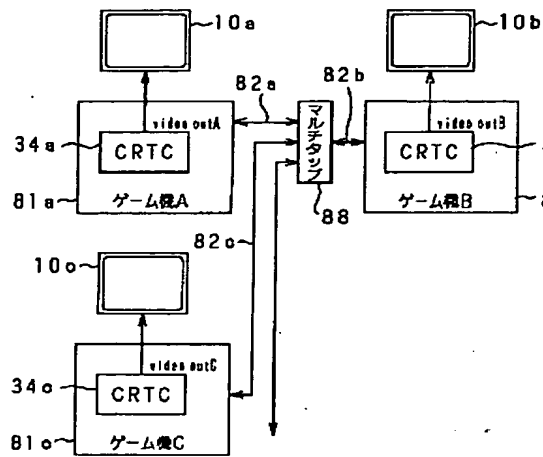 10a
10b
82a
82b
video outA
video outB
34a
CRTC
マルチタップ
CRTC
81a
ゲーム機A
88
ゲーム機B
82c
10c
video outC
34c
CRTC
81c
ゲーム機C